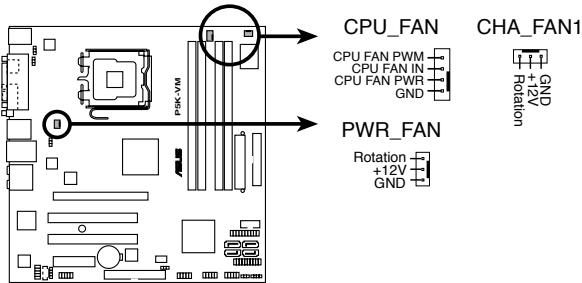 CPU_FAN
CHA_FAN1
CPU FAN PWM
CPU FAN IN
CPU FAN PWR
GND
GND
+12V
Rotation
PWR_FAN
Rotation
+12V
GND
P5K-VM
ASUS